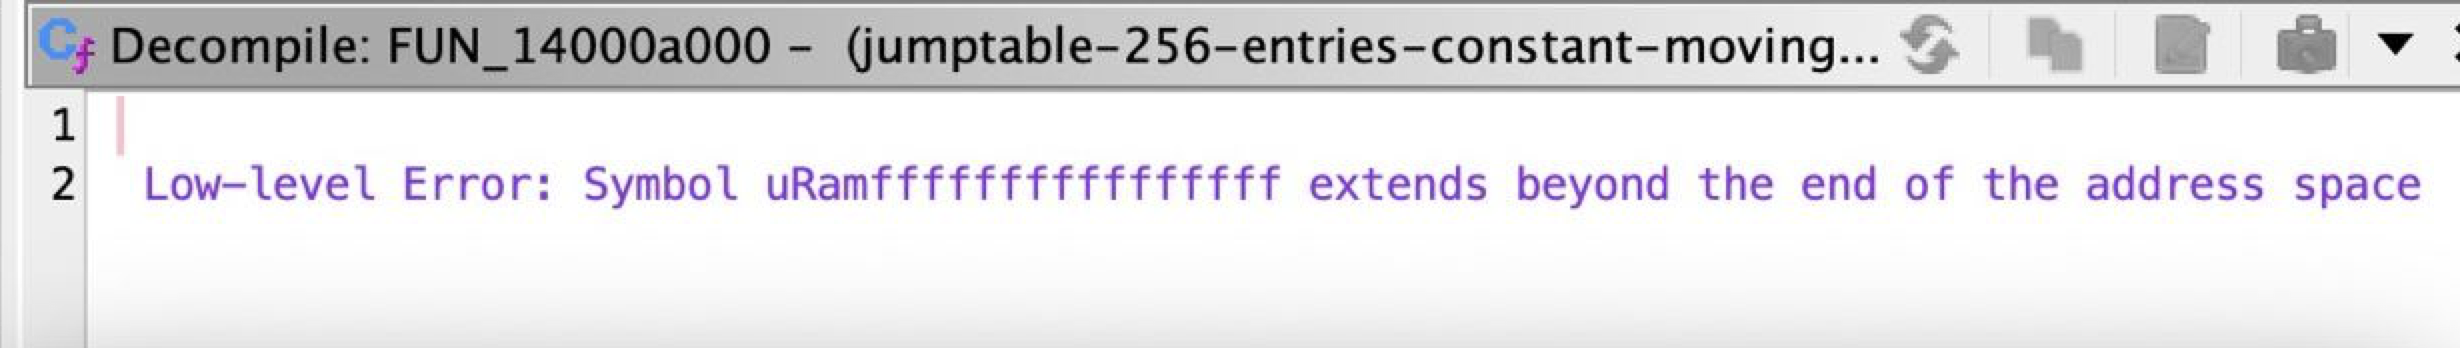 Decompile: FUN_14000a000 – (jumptable-256-entries-constant-moving...
1
2 Low-level Error: Symbol uRamffffffffffffffff extends beyond the end of the address space